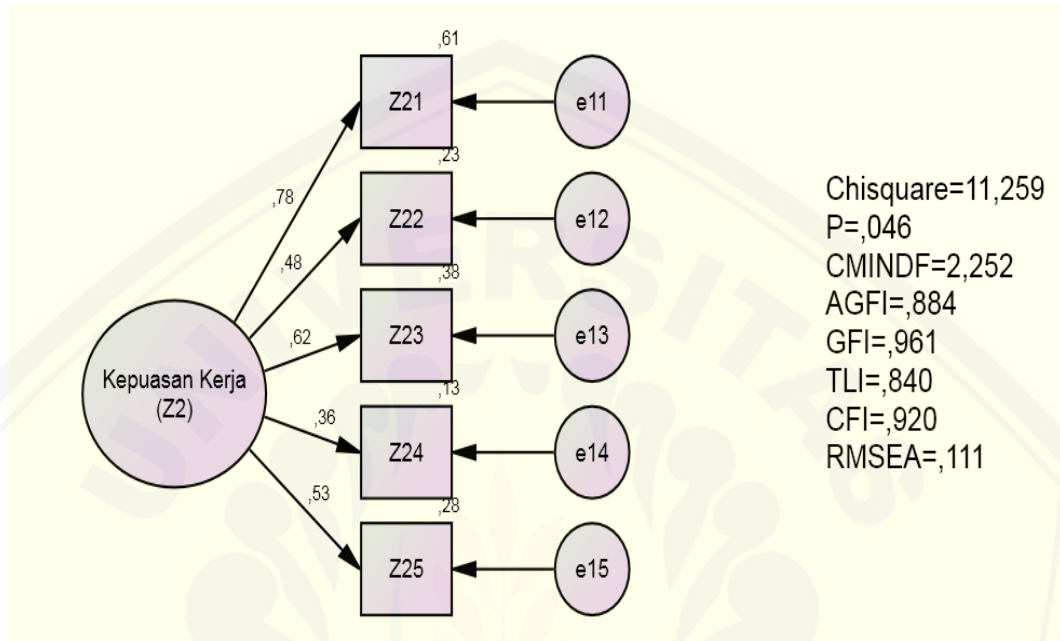 ,61
Z21
e11
,78
,23
Z22
e12
,48
,38
Z23
e13
,62
Kepuasan Kerja
(Z2)
,13
Z24
e14
,36
,28
Z25
e15
,53
Chisquare=11,259
P=,046
CMINDF=2,252
AGFI=,884
GFI=,961
TLI=,840
CFI=,920
RMSEA=,111
UNIVERSITAS